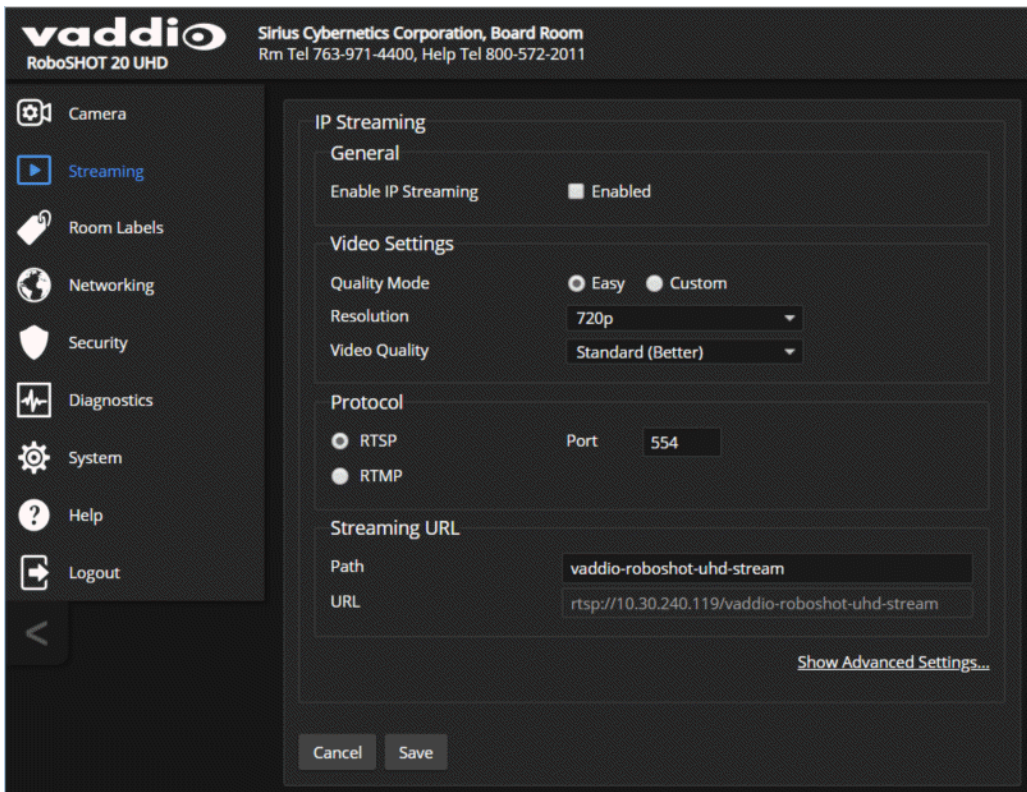 vaddio
RoboSHOT 20 UHD
Sirius Cybernetics Corporation, Board Room
Rm Tel 763-971-4400, Help Tel 800-572-2011
Camera
Streaming
Room Labels
Networking
Security
Diagnostics
System
Help
Logout
IP Streaming
General
Enable IP Streaming Enabled
Video Settings
Quality Mode Easy Custom
Resolution 720p
Video Quality Standard (Better)
Protocol
RTSP Port 554
RTMP
Streaming URL
Path vaddio-roboshot-uhd-stream
URL rtsp://10.30.240.119/vaddio-roboshot-uhd-stream
Show Advanced Settings...
Cancel Save